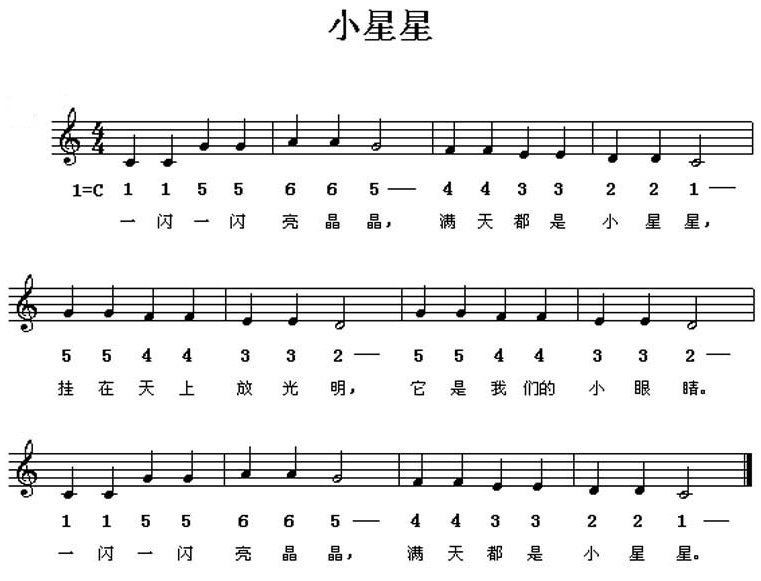 小星星
1=C 1 1 5 5 6 6 5 — 4 4 3 3 2 2 1 —
一闪一闪 亮晶晶, 满天都是 小星星,
5 5 4 4 3 3 2 — 5 5 4 4 3 3 2 —
挂在天上 放光明, 它是我们的 小眼睛。
1 1 5 5 6 6 5 — 4 4 3 3 2 2 1 —
一闪一闪 亮晶晶, 满天都是 小星星。